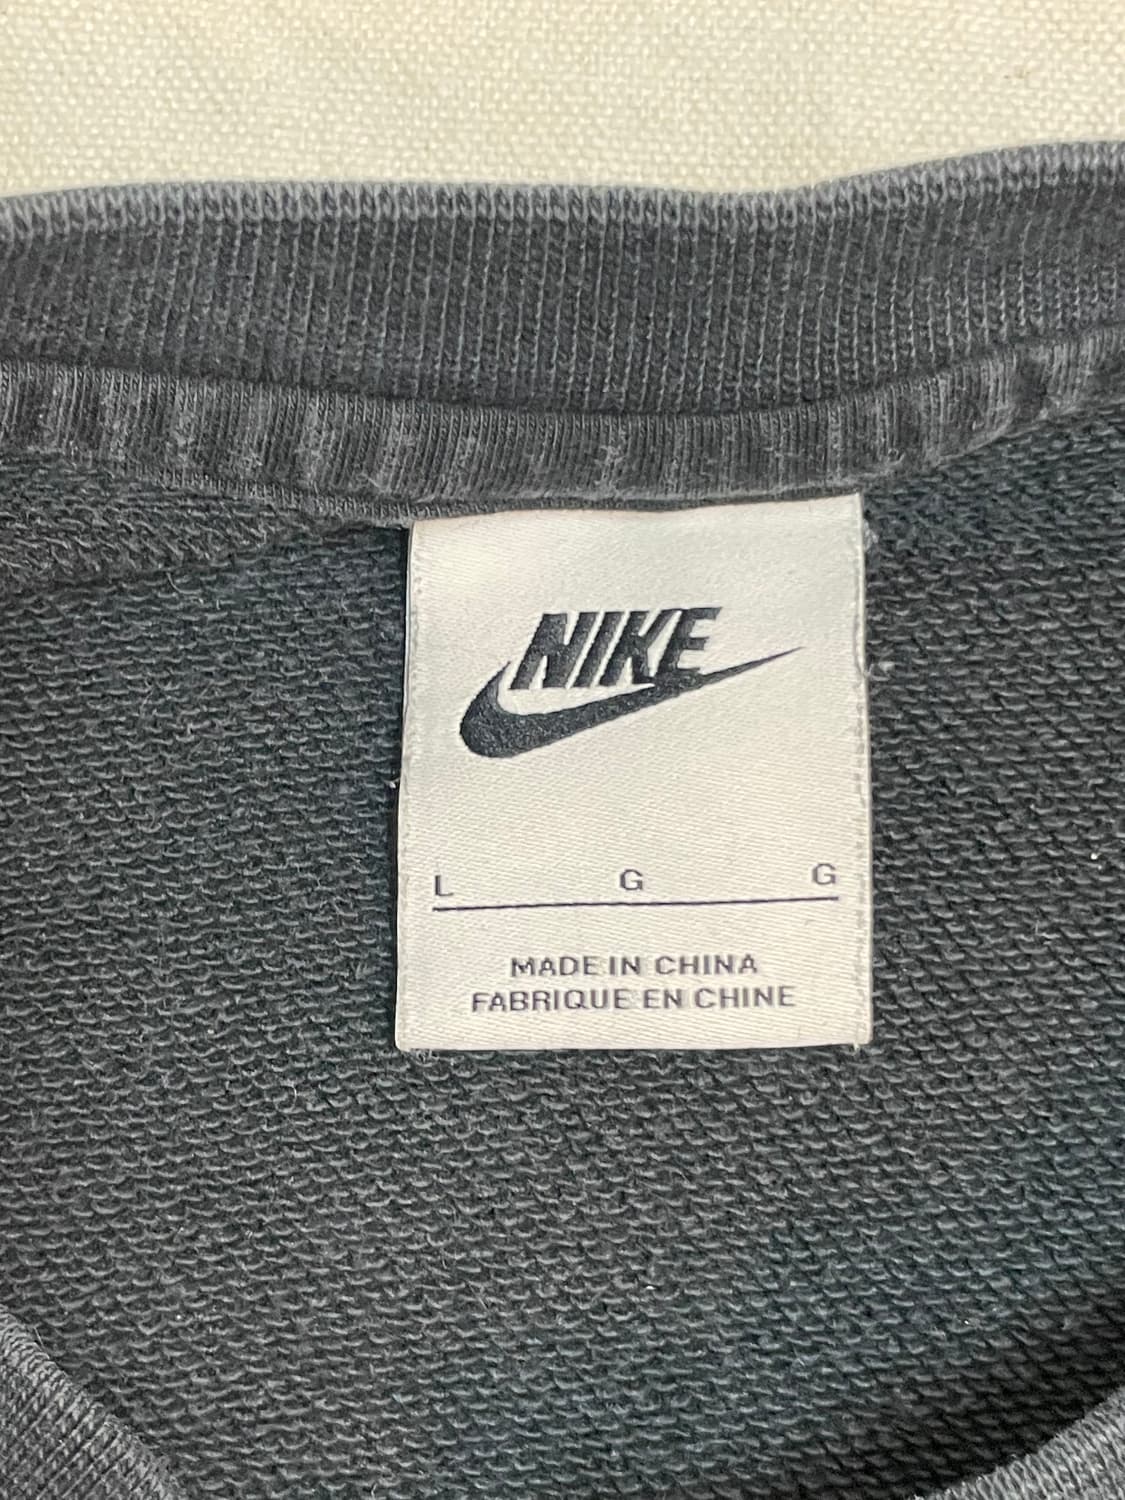 NIKE
L G G
MADE IN CHINA
FABRIQUE EN CHINE